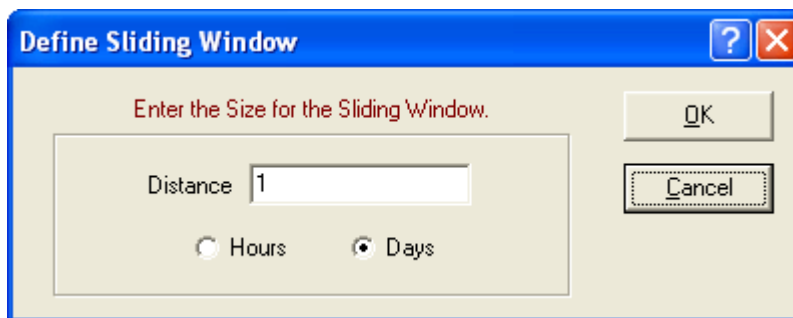 Define Sliding Window
?
Enter the Size for the Sliding Window.
OK
Distance 1
Cancel
Hours Days